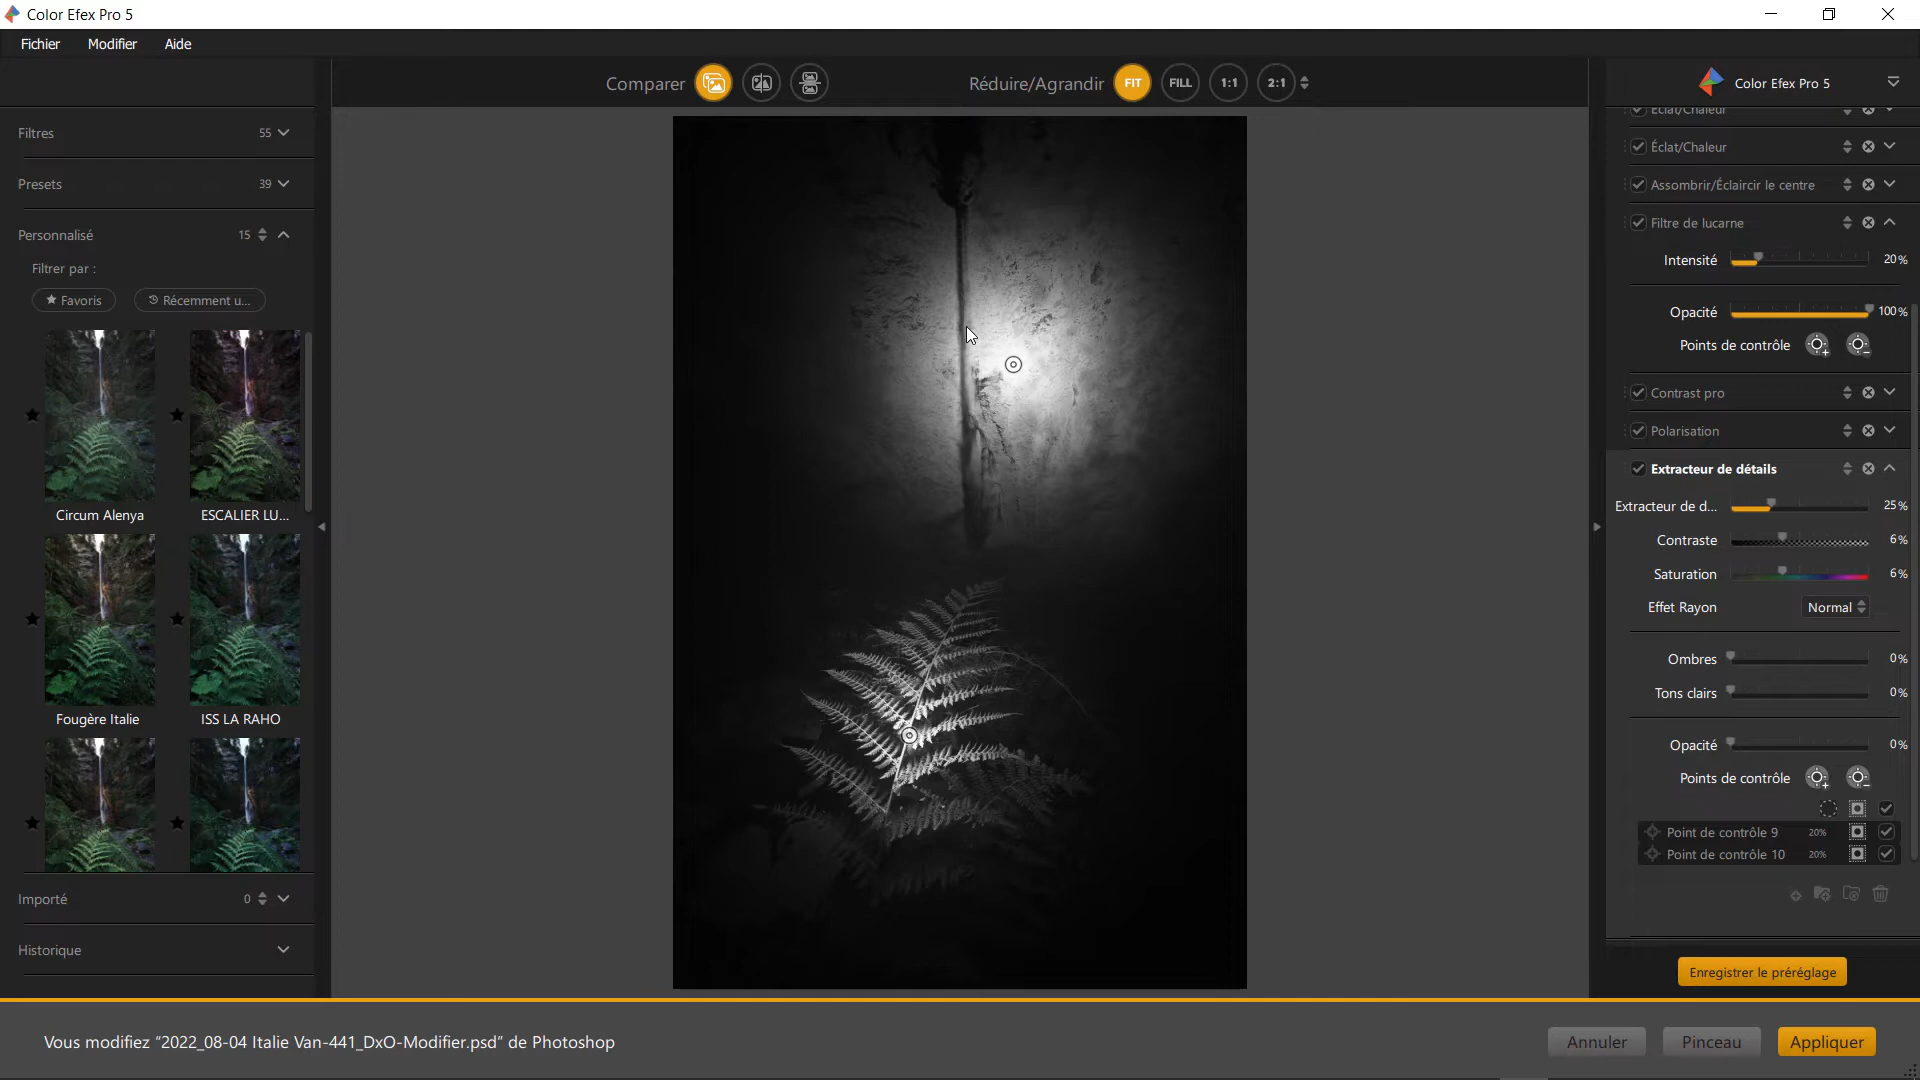 Color Efex Pro 5
Fichier Modifier Aide
Comparer
Réduire/Agrandir FIT FILL 1:1 2:1
Color Efex Pro 5
Filtres 55
Presets 39
Personnalisé 15
Filtrer par :
Favoris Récemment u...
Circum Alenya ESCALIER LU...
Fougère Italie ISS LA RAHO
Importé 0
Historique
Éclat/Chaleur
Éclat/Chaleur
Assombrir/Éclaircir le centre
Filtre de lucarne
Intensité 20%
Opacité 100%
Points de contrôle
Contrast pro
Polarisation
Extracteur de détails
Extracteur de d... 25%
Contraste 6%
Saturation 6%
Effet Rayon Normal
Ombres 0%
Tons clairs 0%
Opacité 0%
Points de contrôle
Point de contrôle 9 20%
Point de contrôle 10 20%
Enregistrer le préréglage
Vous modifiez “2022_08-04 Italie Van-441_DxO-Modifier.psd” de Photoshop
Annuler Pinceau Appliquer